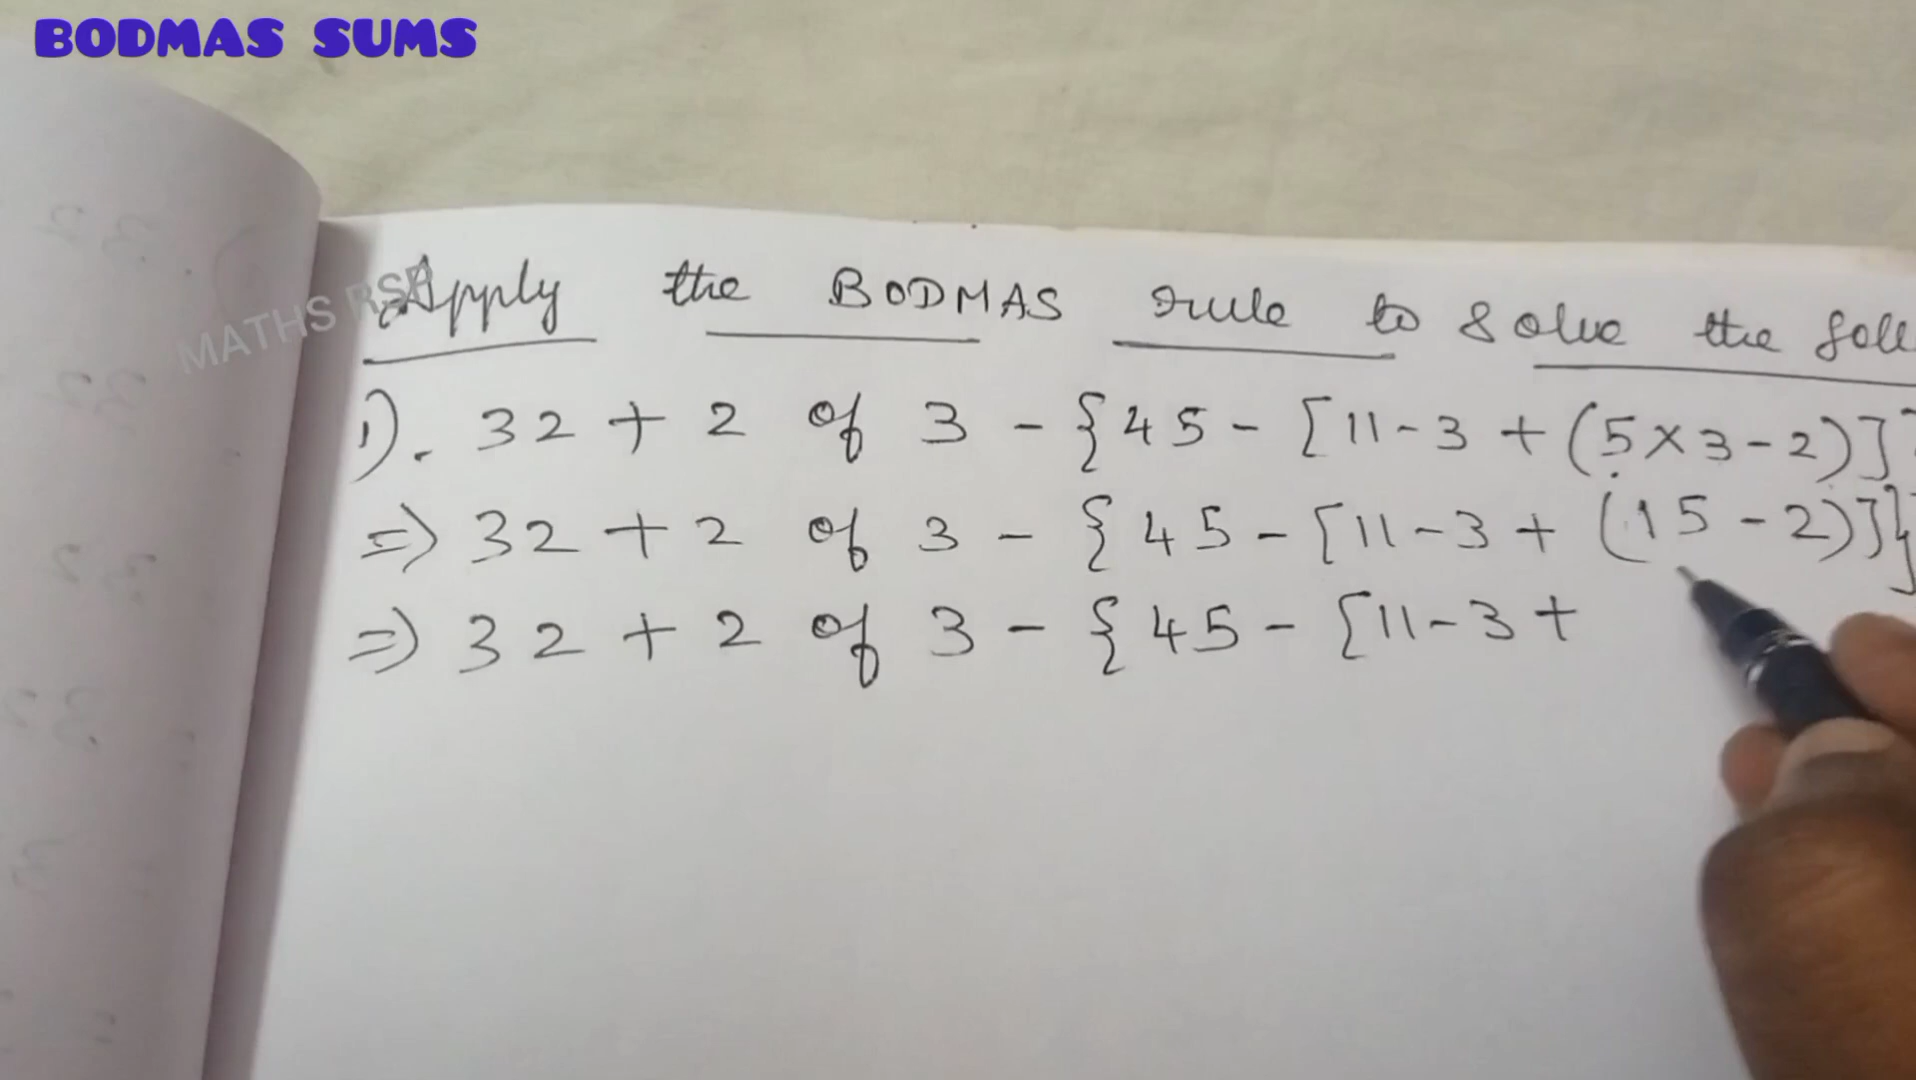 BODMAS SUMS
MATHS RSR
Apply the BODMAS rule to solve the foll
1). 32 + 2 of 3 - {45 - [11-3 + (5×3-2)]}
⇒ 32 + 2 of 3 - {45 - [11-3 + (15-2)]}
⇒ 32 + 2 of 3 - {45 - [11-3 +